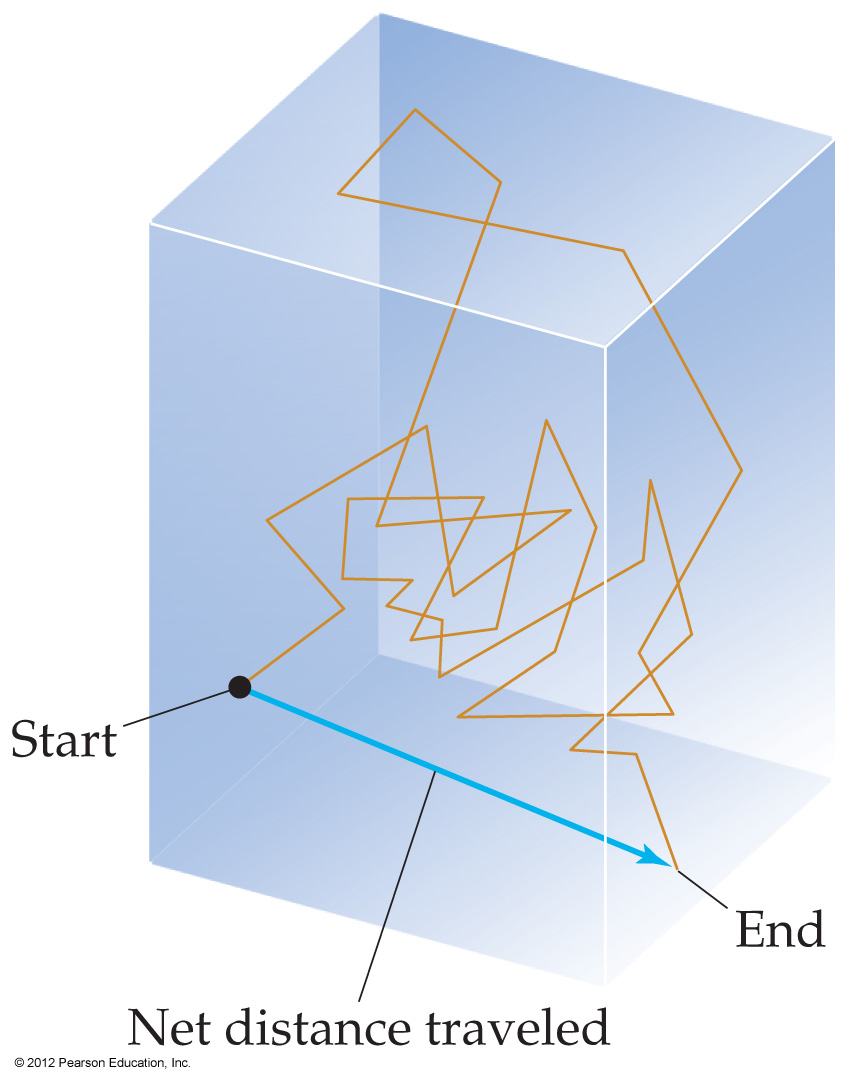 Start
End
Net distance traveled
© 2012 Pearson Education, Inc.